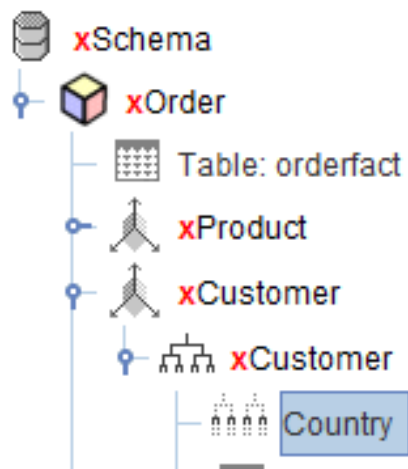 xSchema
xOrder
Table: orderfact
xProduct
xCustomer
xCustomer
Country